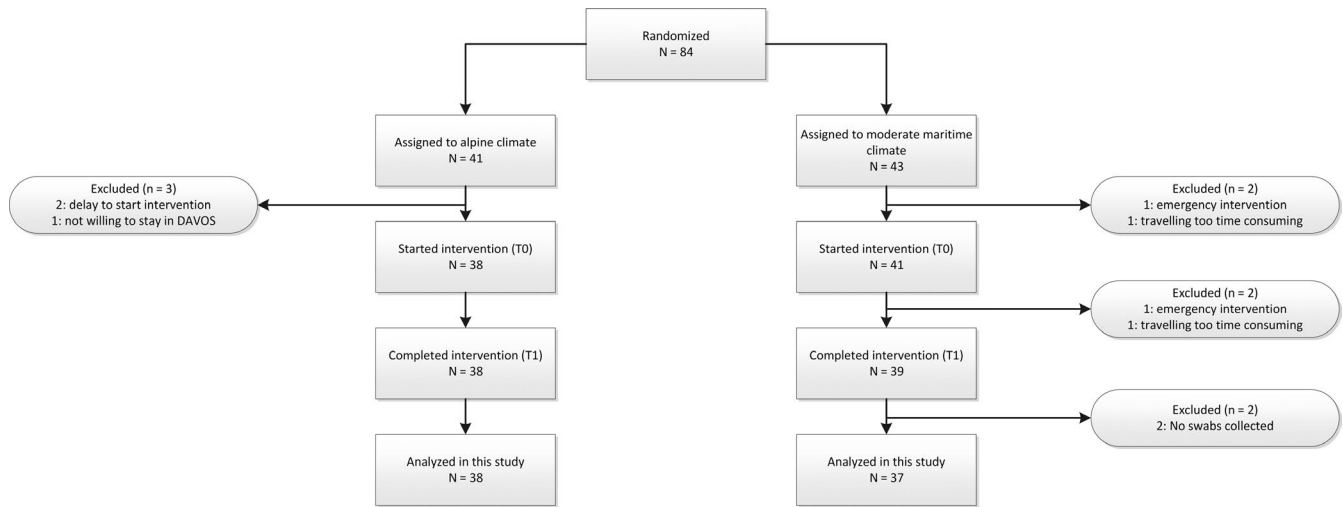 Randomized
N = 84
Assigned to alpine climate
N = 41
Assigned to moderate maritime
climate
N = 43
Excluded (n = 3)
2: delay to start intervention
1: not willing to stay in DAVOS
Excluded (n = 2)
1: emergency intervention
1: travelling too time consuming
Started intervention (T0)
N = 38
Started intervention (T0)
N = 41
Excluded (n = 2)
1: emergency intervention
1: travelling too time consuming
Completed intervention (T1)
N = 38
Completed intervention (T1)
N = 39
Excluded (n = 2)
2: No swabs collected
Analyzed in this study
N = 38
Analyzed in this study
N = 37